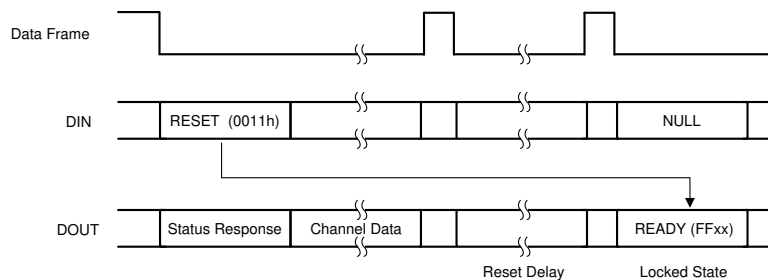 Data Frame
DIN
RESET (0011h)
NULL
DOUT
Status Response
Channel Data
READY (FFxx)
Reset Delay
Locked State